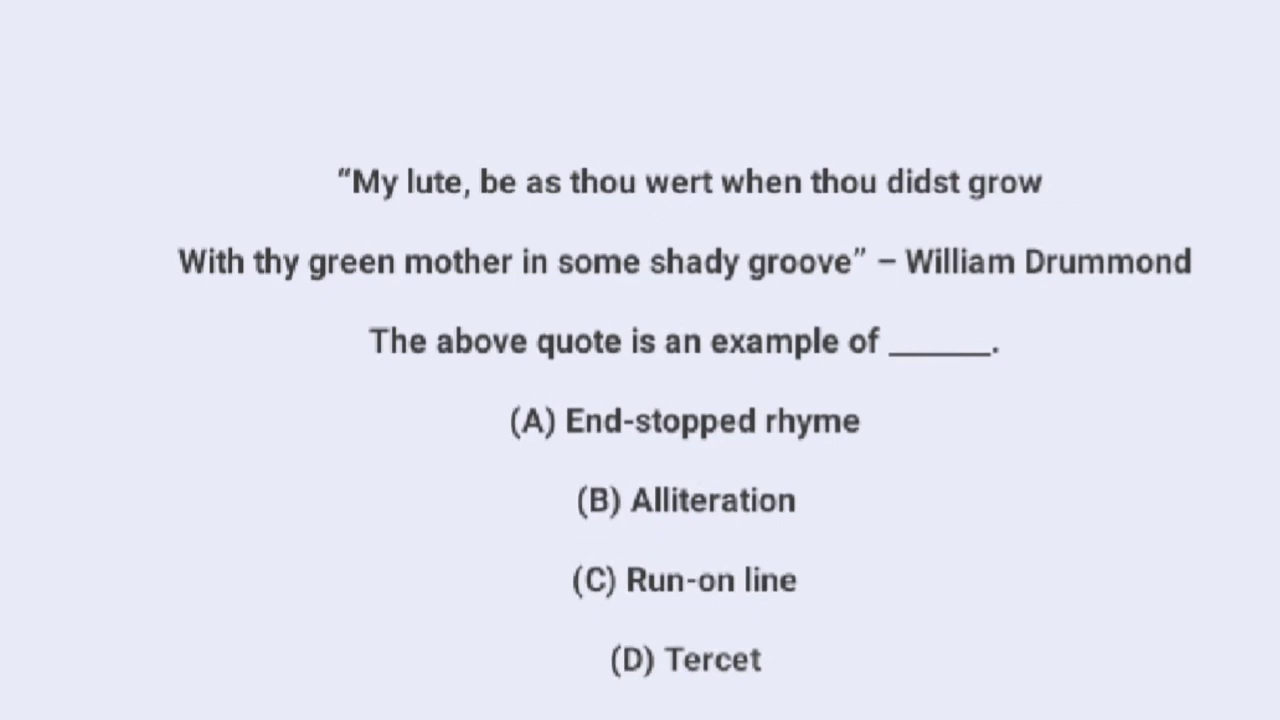 “My lute, be as thou wert when thou didst grow
With thy green mother in some shady groove” – William Drummond
The above quote is an example of ______.
(A) End-stopped rhyme
(B) Alliteration
(C) Run-on line
(D) Tercet